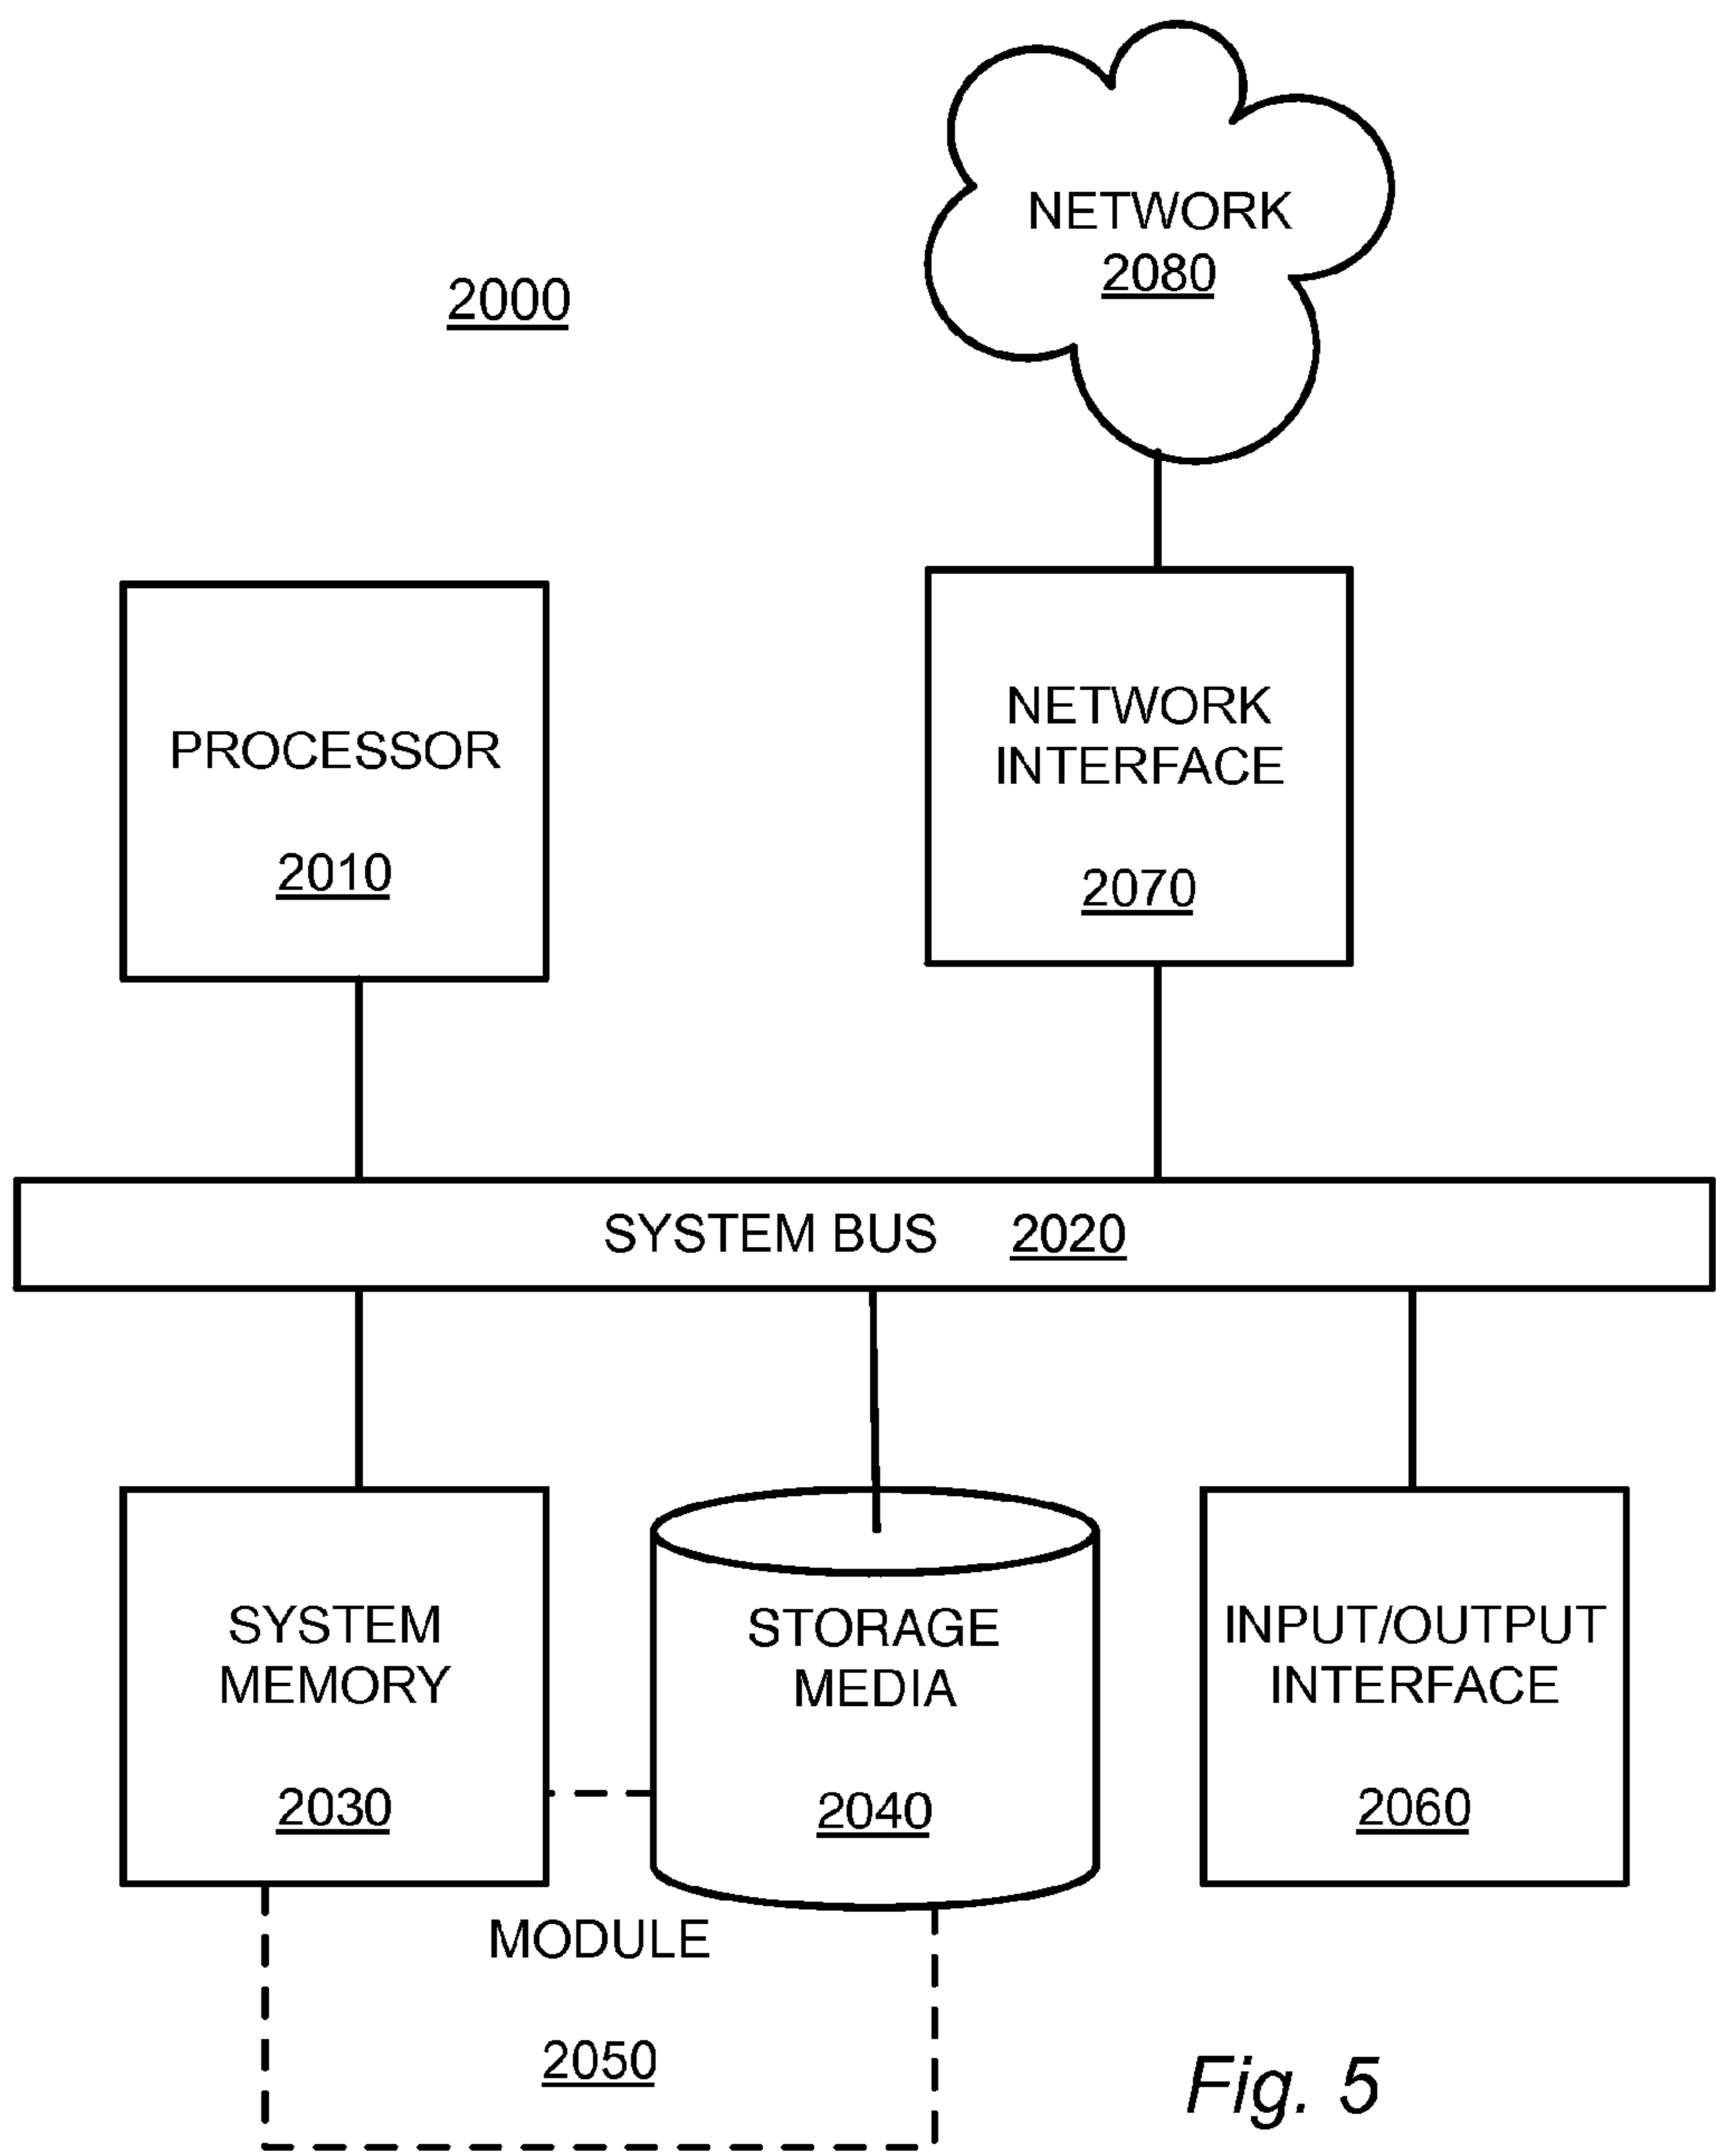 NETWORK
2080
2000
PROCESSOR
2010
NETWORK
INTERFACE
2070
SYSTEM BUS 2020
SYSTEM
MEMORY
2030
STORAGE
MEDIA
2040
INPUT/OUTPUT
INTERFACE
2060
MODULE
2050
Fig. 5